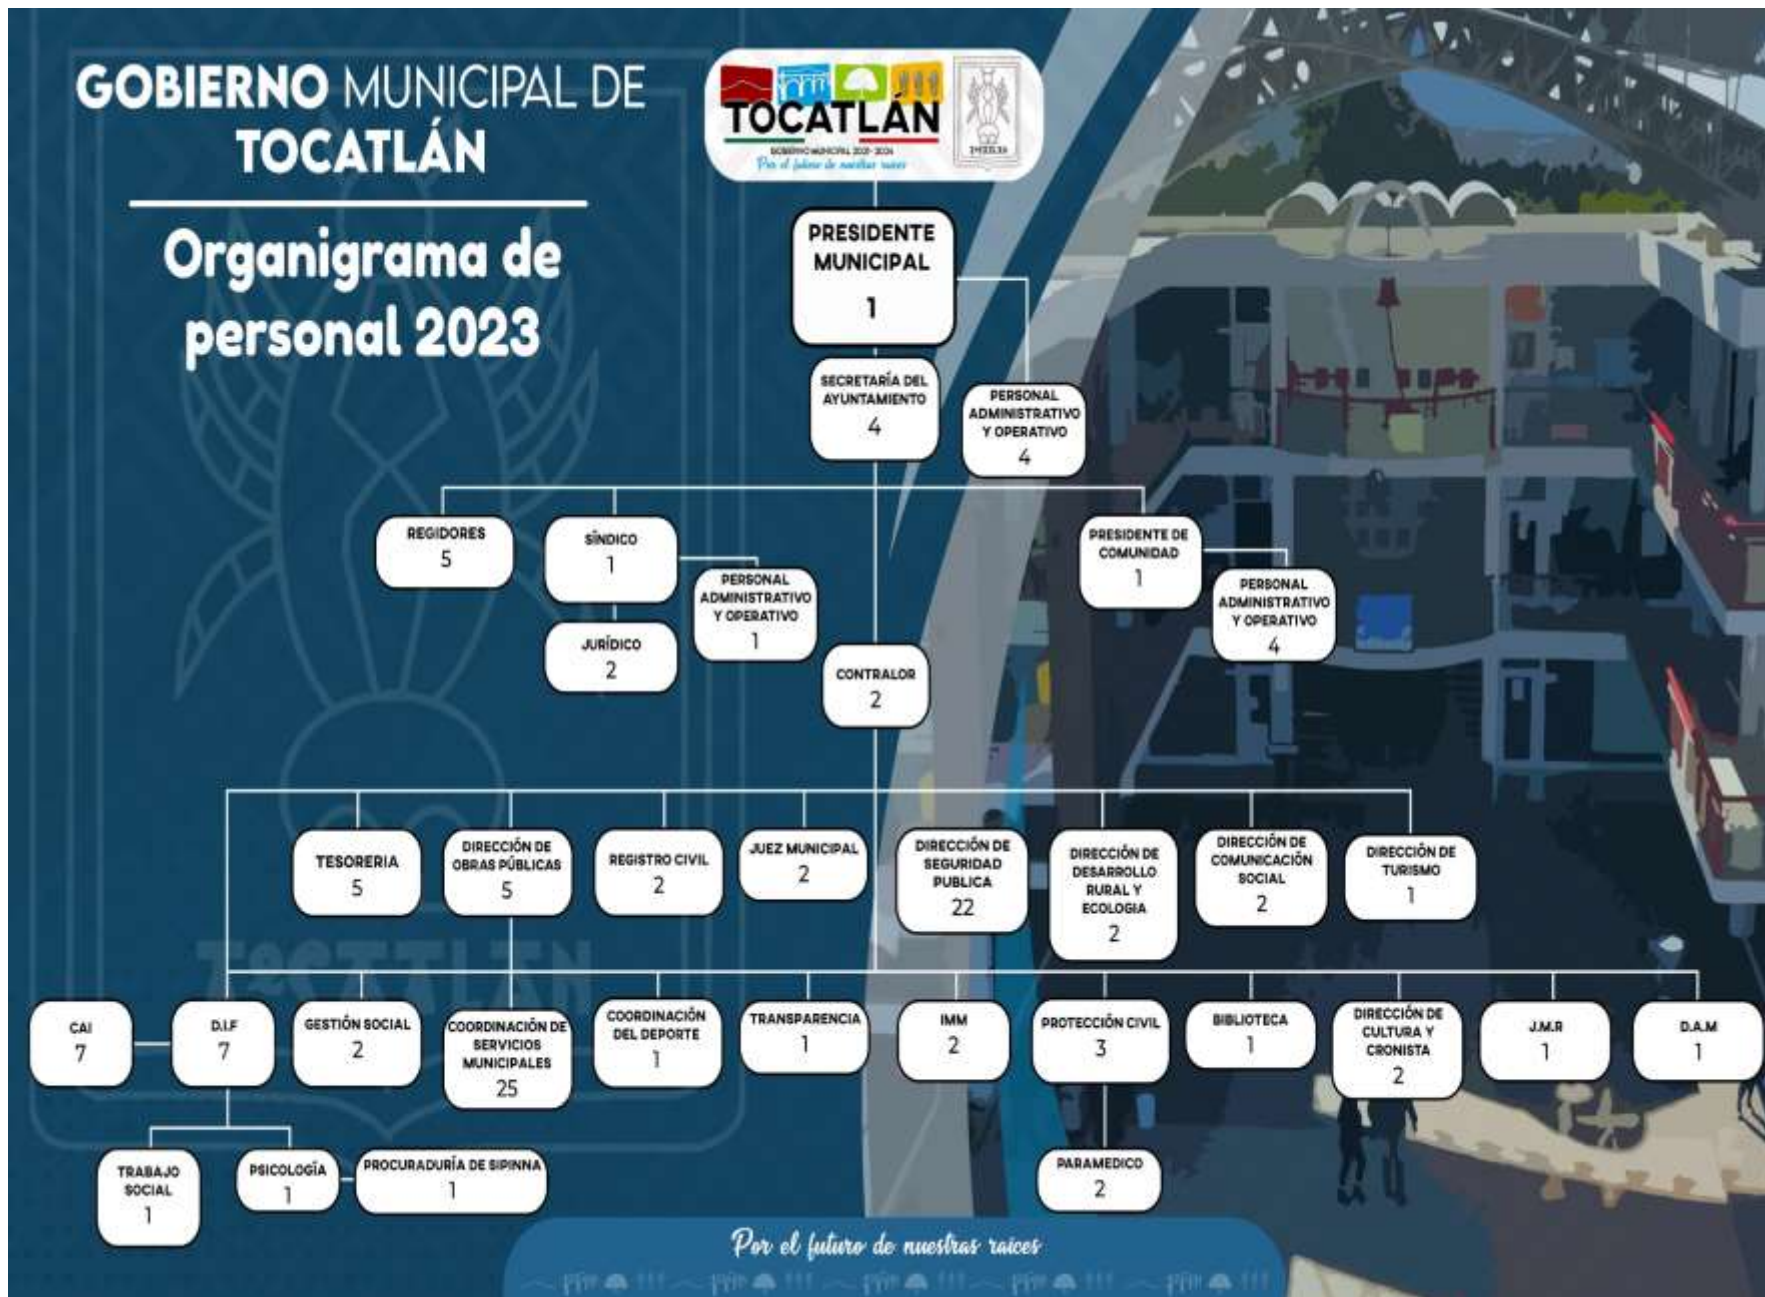 GOBIERNO MUNICIPAL DE
TOCATLÁN
Organigrama de
personal 2023
TOCATLÁN
GOBIERNO MUNICIPAL 2021- 2024
Por el futuro de nuestras raíces
PRESIDENTE
MUNICIPAL
1
SECRETARÍA DEL
AYUNTAMIENTO
4
PERSONAL
ADMINISTRATIVO
Y OPERATIVO
4
REGIDORES
5
SÍNDICO
1
PERSONAL
ADMINISTRATIVO
Y OPERATIVO
1
JURÍDICO
2
PRESIDENTE DE
COMUNIDAD
1
PERSONAL
ADMINISTRATIVO
Y OPERATIVO
4
CONTRALOR
2
TESORERIA
5
DIRECCIÓN DE
OBRAS PÚBLICAS
5
REGISTRO CIVIL
2
JUEZ MUNICIPAL
2
DIRECCIÓN DE
SEGURIDAD
PUBLICA
22
DIRECCIÓN DE
DESARROLLO
RURAL Y
ECOLOGIA
2
DIRECCIÓN DE
COMUNICACIÓN
SOCIAL
2
DIRECCIÓN DE
TURISMO
1
TOCATLAN
CAI
7
D.I.F
7
GESTIÓN SOCIAL
2
COORDINACIÓN DE
SERVICIOS
MUNICIPALES
25
COORDINACIÓN
DEL DEPORTE
1
TRANSPARENCIA
1
IMM
2
PROTECCIÓN CIVIL
3
BIBLIOTECA
1
DIRECCIÓN DE
CULTURA Y
CRONISTA
2
J.M.R
1
D.A.M
1
TRABAJO
SOCIAL
1
PSICOLOGÍA
1
PROCURADURÍA DE SIPINNA
1
PARAMEDICO
2
Por el futuro de nuestras raíces